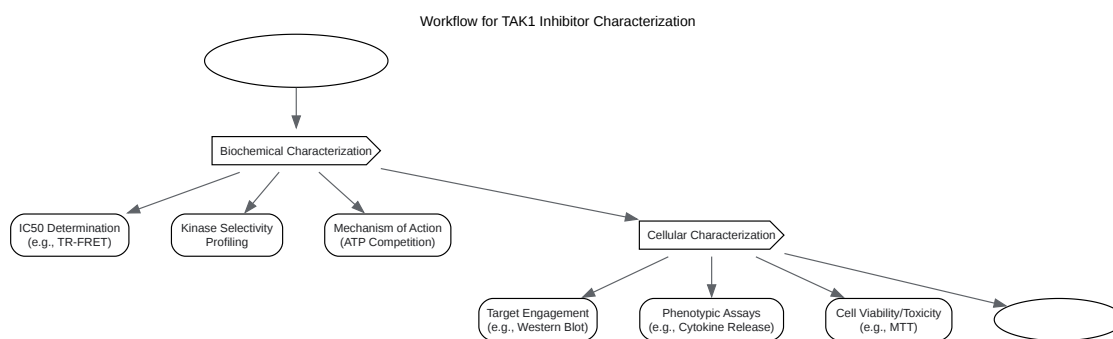 Workflow for TAK1 Inhibitor Characterization
Biochemical Characterization
IC50 Determination
(e.g., TR-FRET)
Kinase Selectivity
Profiling
Mechanism of Action
(ATP Competition)
Cellular Characterization
Target Engagement
(e.g., Western Blot)
Phenotypic Assays
(e.g., Cytokine Release)
Cell Viability/Toxicity
(e.g., MTT)